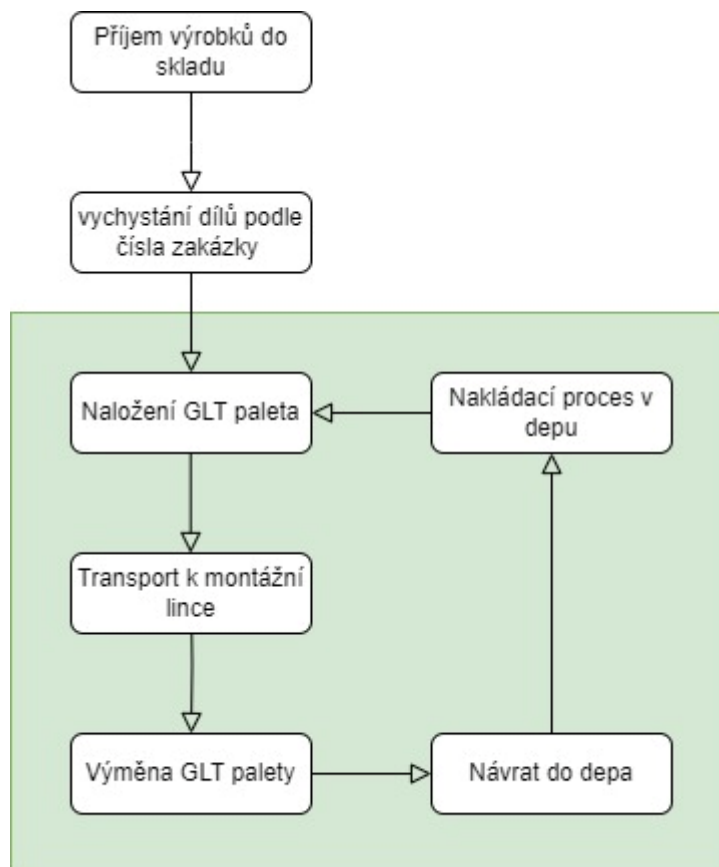 Příjem výrobků do
skladu
vychystání dílů podle
čísla zakázky
Naložení GLT paleta
Nakládací proces v
depu
Transport k montážní
lince
Výměna GLT palety
Návrat do depa